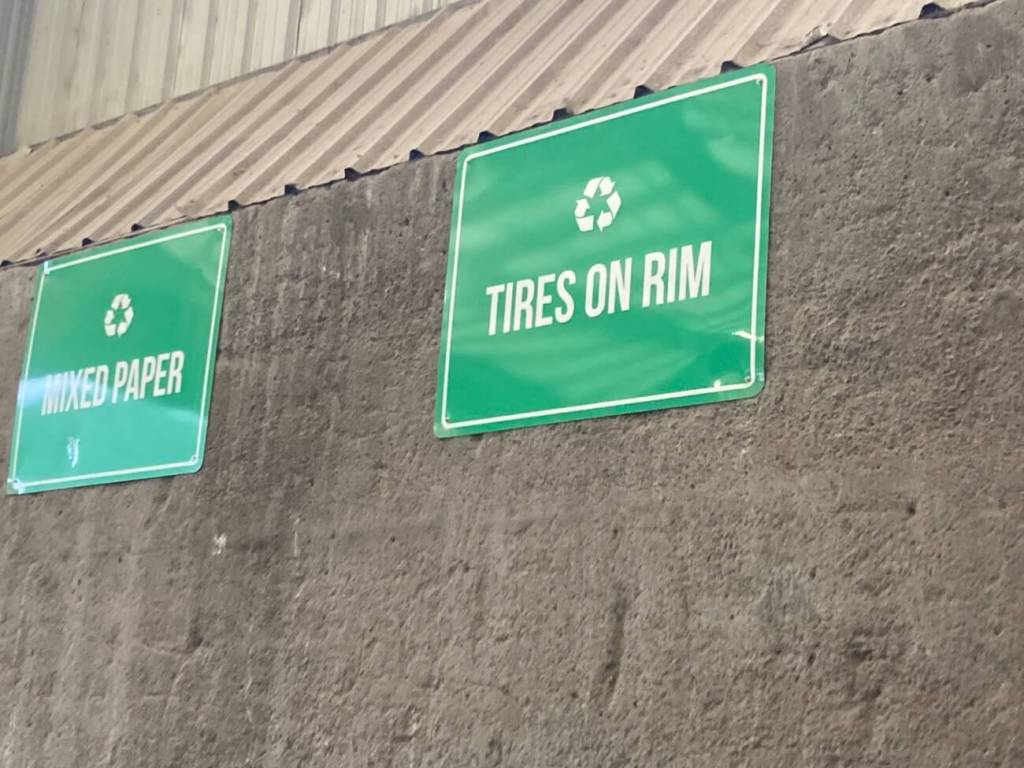 MIXED PAPER
TIRES ON RIM